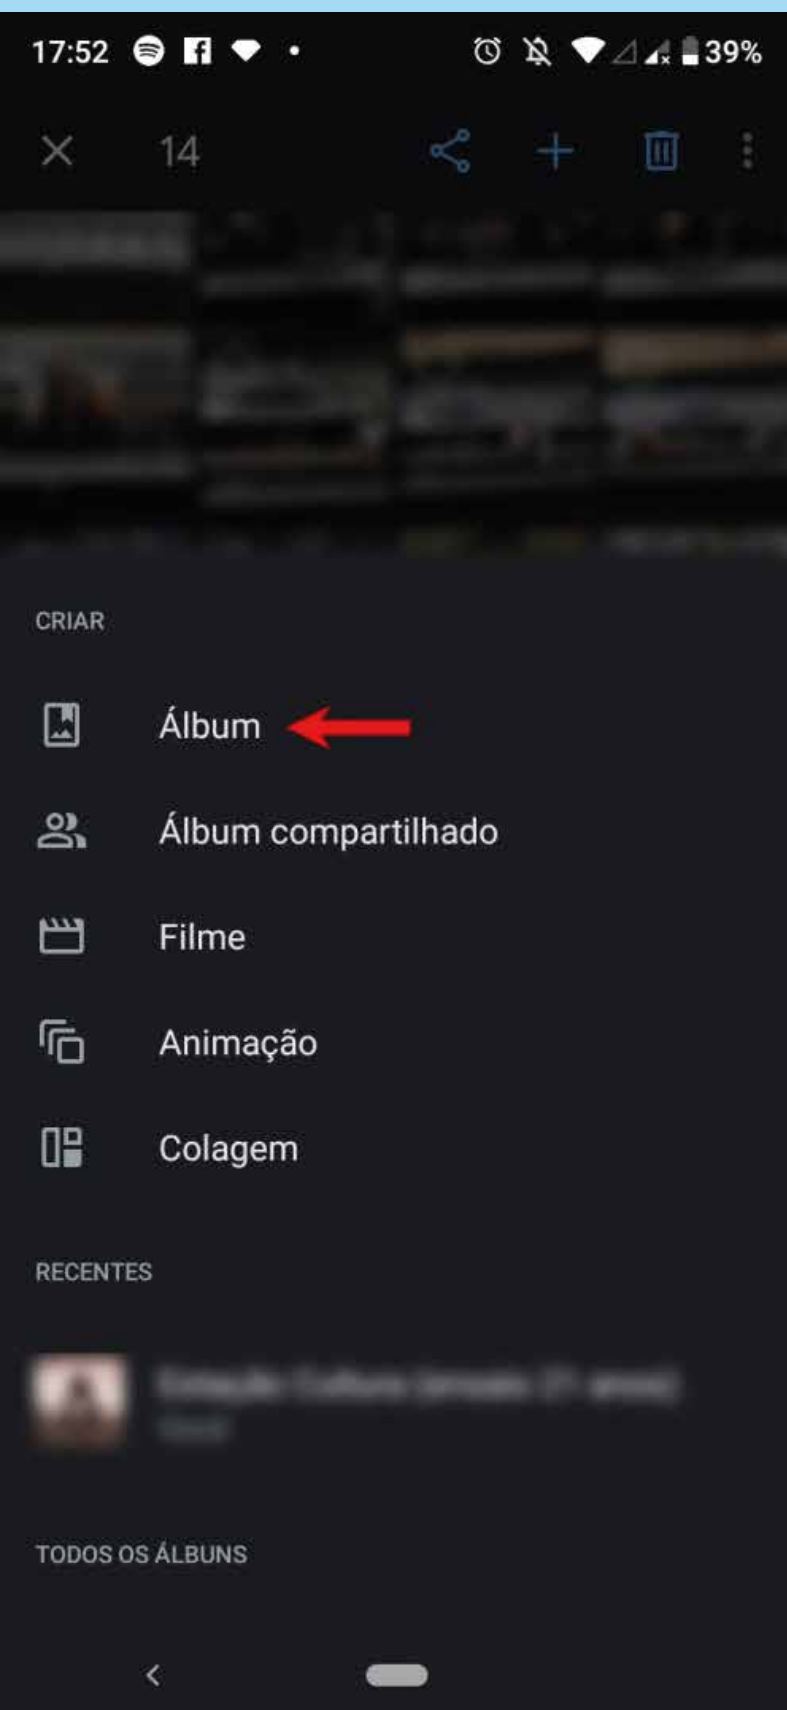 17:52
39%
14
CRIAR
Álbum
Álbum compartilhado
Filme
Animação
Colagem
RECENTES
TODOS OS ÁLBUNS